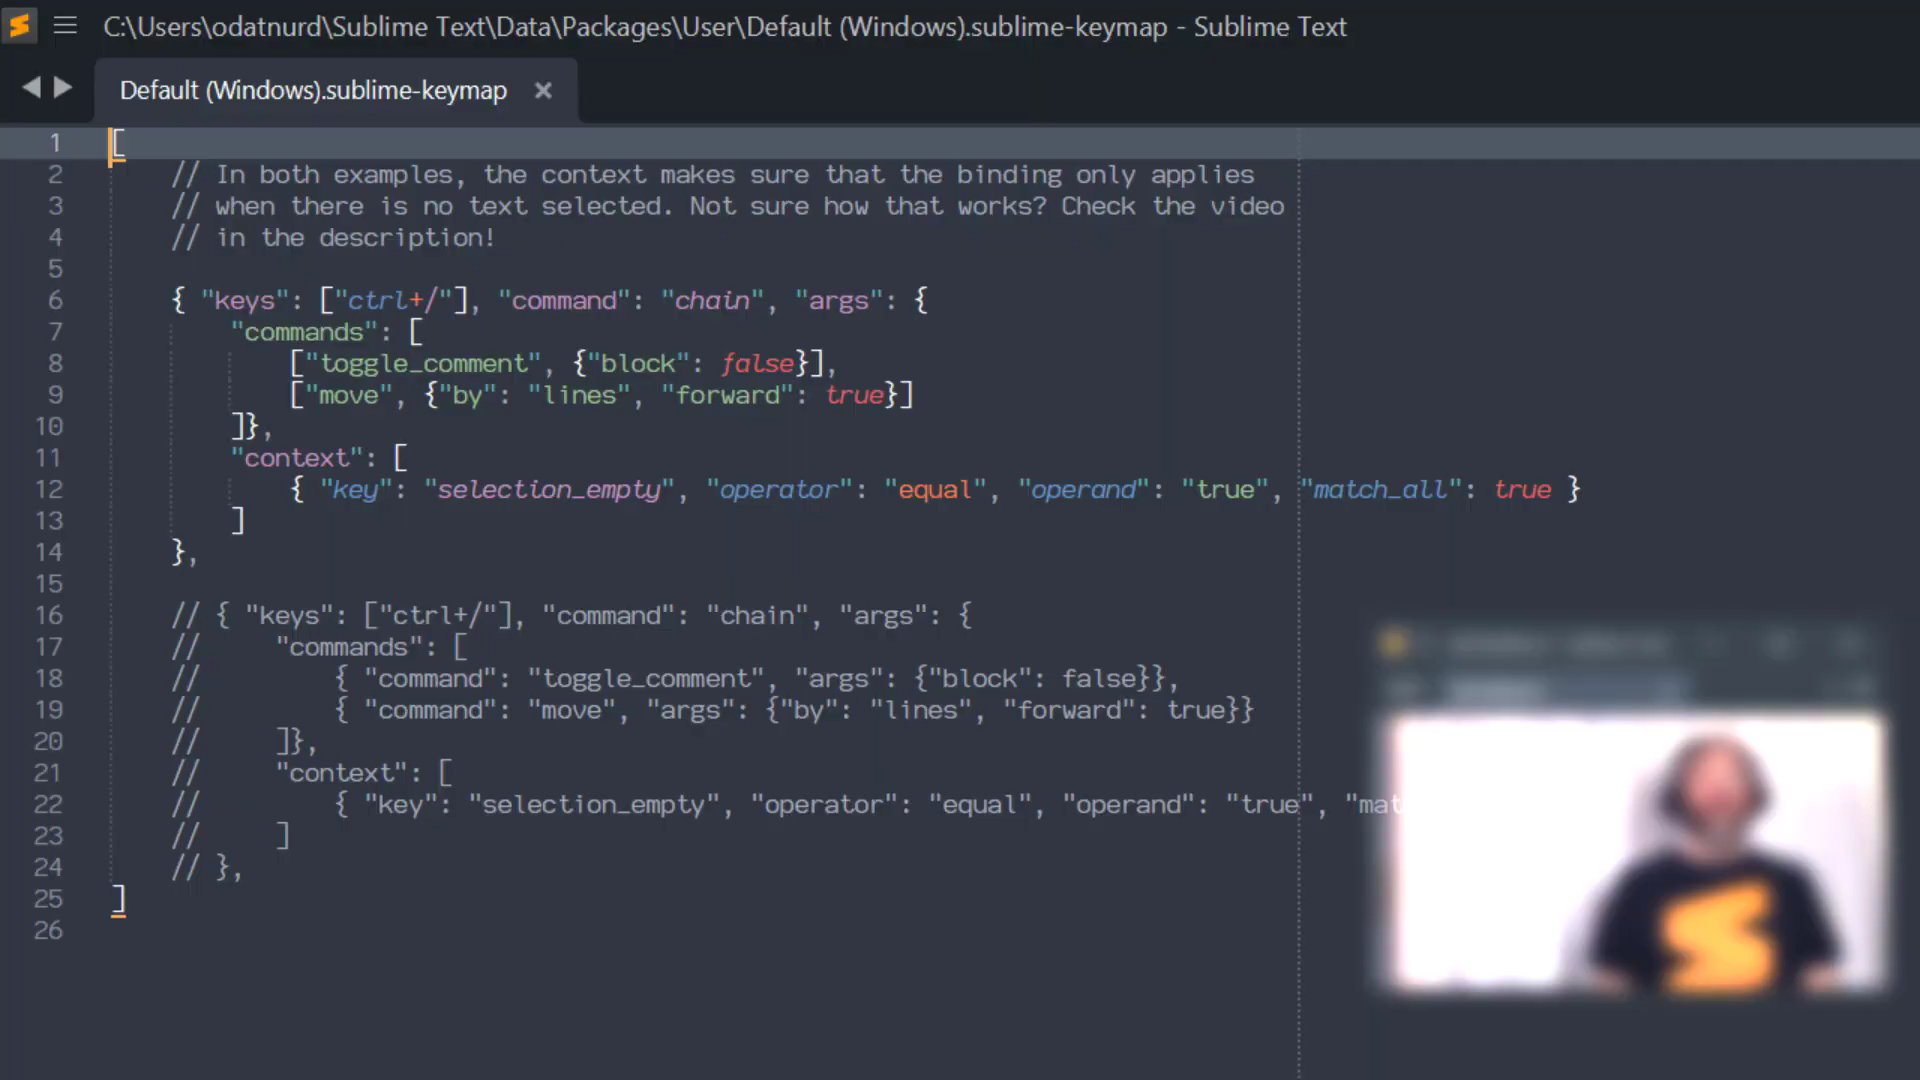 C:\Users\odatnurd\Sublime Text\Data\Packages\User\Default (Windows).sublime-keymap - Sublime Text
Default (Windows).sublime-keymap
1 [
2 // In both examples, the context makes sure that the binding only applies
3 // when there is no text selected. Not sure how that works? Check the video
4 // in the description!
5
6 { "keys": ["ctrl+/"], "command": "chain", "args": {
7 "commands": [
8 ["toggle_comment", {"block": false}],
9 ["move", {"by": "lines", "forward": true}]
10 ]},
11 "context": [
12 { "key": "selection_empty", "operator": "equal", "operand": "true", "match_all": true }
13 ]
14 },
15
16 // { "keys": ["ctrl+/"], "command": "chain", "args": {
17 // "commands": [
18 // { "command": "toggle_comment", "args": {"block": false}},
19 // { "command": "move", "args": {"by": "lines", "forward": true}}
20 // ]},
21 // "context": [
22 // { "key": "selection_empty", "operator": "equal", "operand": "true", "mat
23 // ]
24 // },
25 ]
26